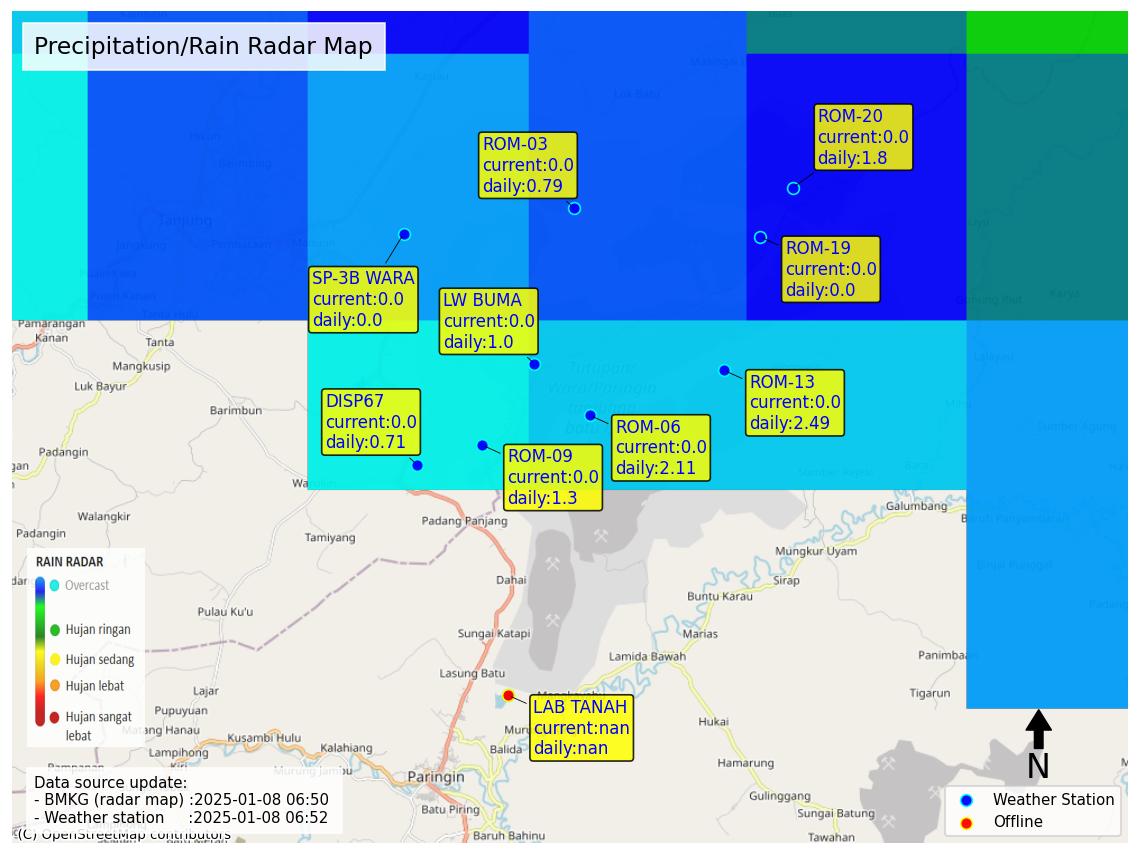 Precipitation/Rain Radar Map
ROM-20
current:0.0
daily:1.8
ROM-03
current:0.0
daily:0.79
Tanjung
ROM-19
current:0.0
daily:0.0
SP-3B WARA
current:0.0
daily:0.0
LW BUMA
current:0.0
daily:1.0
Pamarangan
Kanan
Tanta
Mangkusip
Luk Bayur
Barimbun
ROM-13
current:0.0
daily:2.49
DISP67
current:0.0
daily:0.71
ROM-06
current:0.0
daily:2.11
ROM-09
current:0.0
daily:1.3
Padangin
Walangkir
Padangin
Tamiyang
Padang Panjang
Galumbang
Mungkur Uyam
RAIN RADAR
Overcast
Hujan ringan
Hujan sedang
Hujan lebat
Hujan sangat
lebat
Dahai
Sirap
Buntu Karau
Pulau Ku'u
Sungai Katapi
Marias
Lamida Bawah
Lasung Batu
Lajar
Pupuyuan
Tigarun
LAB TANAH
current:nan
daily:nan
Hukai
Matang Hanau
Kusambi Hulu
Lampihong
Kalahiang
Balida
Murung Jambu
Hamarung
Paringin
N
Data source update:
- BMKG (radar map) :2025-01-08 06:50
- Weather station :2025-01-08 06:52
Gulinggang
Batu Piring
Sungai Batung
Weather Station
Offline
(C) OpenStreetMap contributors
Baruh Bahinu
Tawahan